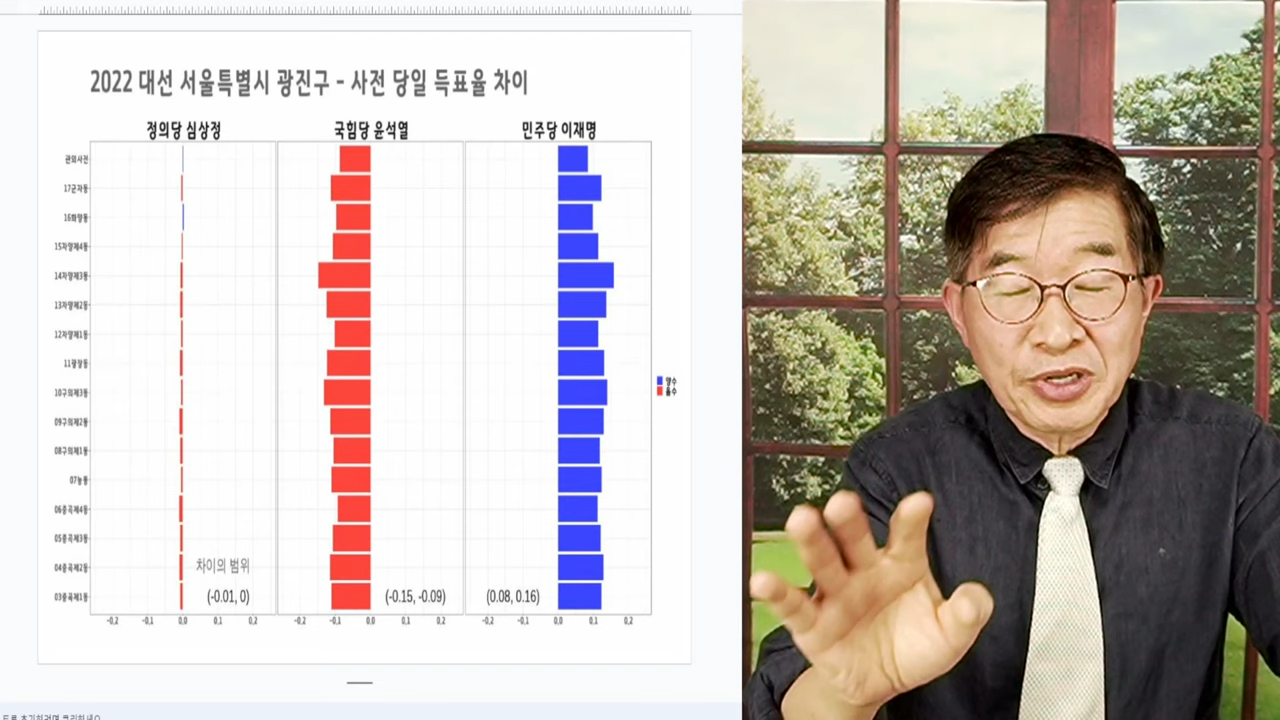 2022 대선 서울특별시 광진구 - 사전 당일 득표율 차이
정의당 심상정
국힘당 윤석열
민주당 이재명
관외사전
17군자동
16화양동
15자양제4동
14자양제3동
13자양제2동
12자양제1동
11광장동
10구의제3동
09구의제2동
08구의제1동
07능동
06중곡제4동
05중곡제3동
04중곡제2동
03중곡제1동
차이의 범위
(-0.01, 0)
(-0.15, -0.09)
(0.08, 0.16)
-0.2 -0.1 0.0 0.1 0.2
-0.2 -0.1 0.0 0.1 0.2
-0.2 -0.1 0.0 0.1 0.2
양수